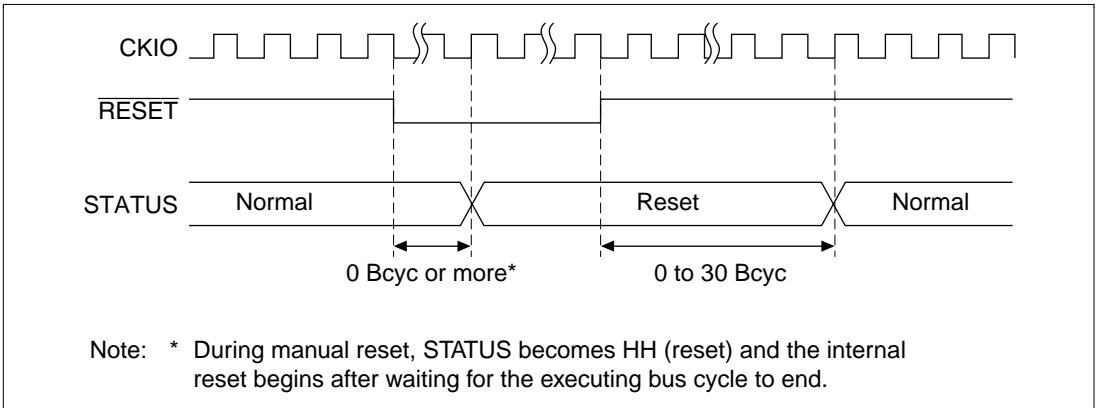 CKIO
RESET
STATUS Normal Reset Normal
0 Bcyc or more* 0 to 30 Bcyc
Note: * During manual reset, STATUS becomes HH (reset) and the internal
reset begins after waiting for the executing bus cycle to end.